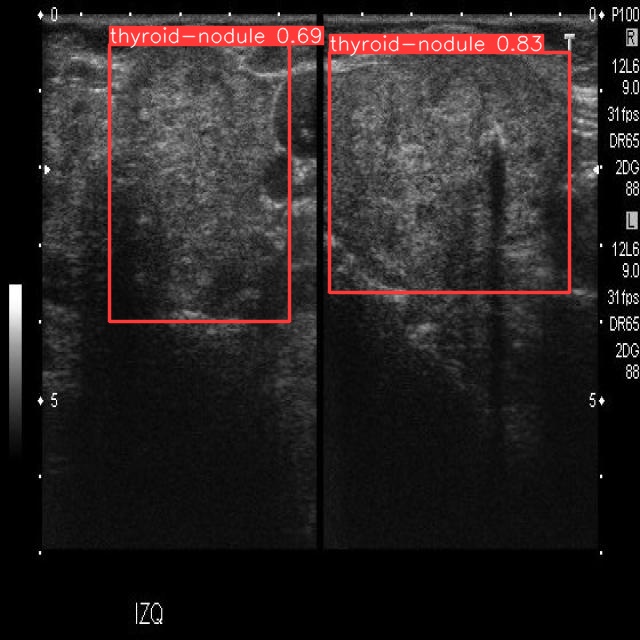 0
0
P100
R
thyroid-nodule 0.69
thyroid-nodule 0.83
12L6
9.0
31fps
DR65
2DG
88
L
12L6
9.0
31fps
DR65
2DG
88
5
5
IZQ